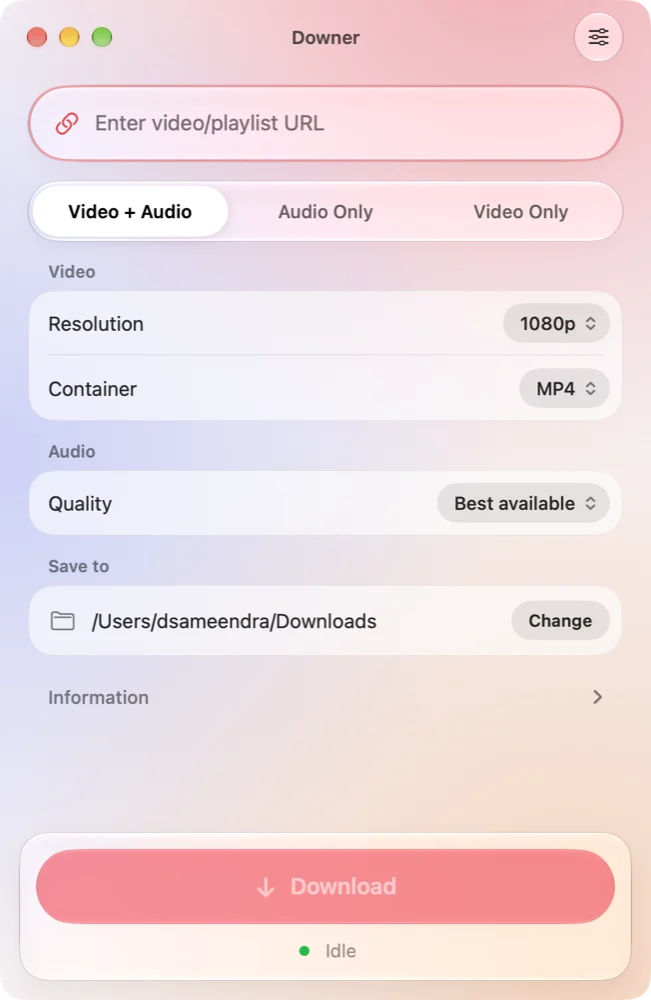 Downer
Enter video/playlist URL
Video + Audio Audio Only Video Only
Video
Resolution 1080p
Container MP4
Audio
Quality Best available
Save to
/Users/dsameendra/Downloads Change
Information
Download
Idle